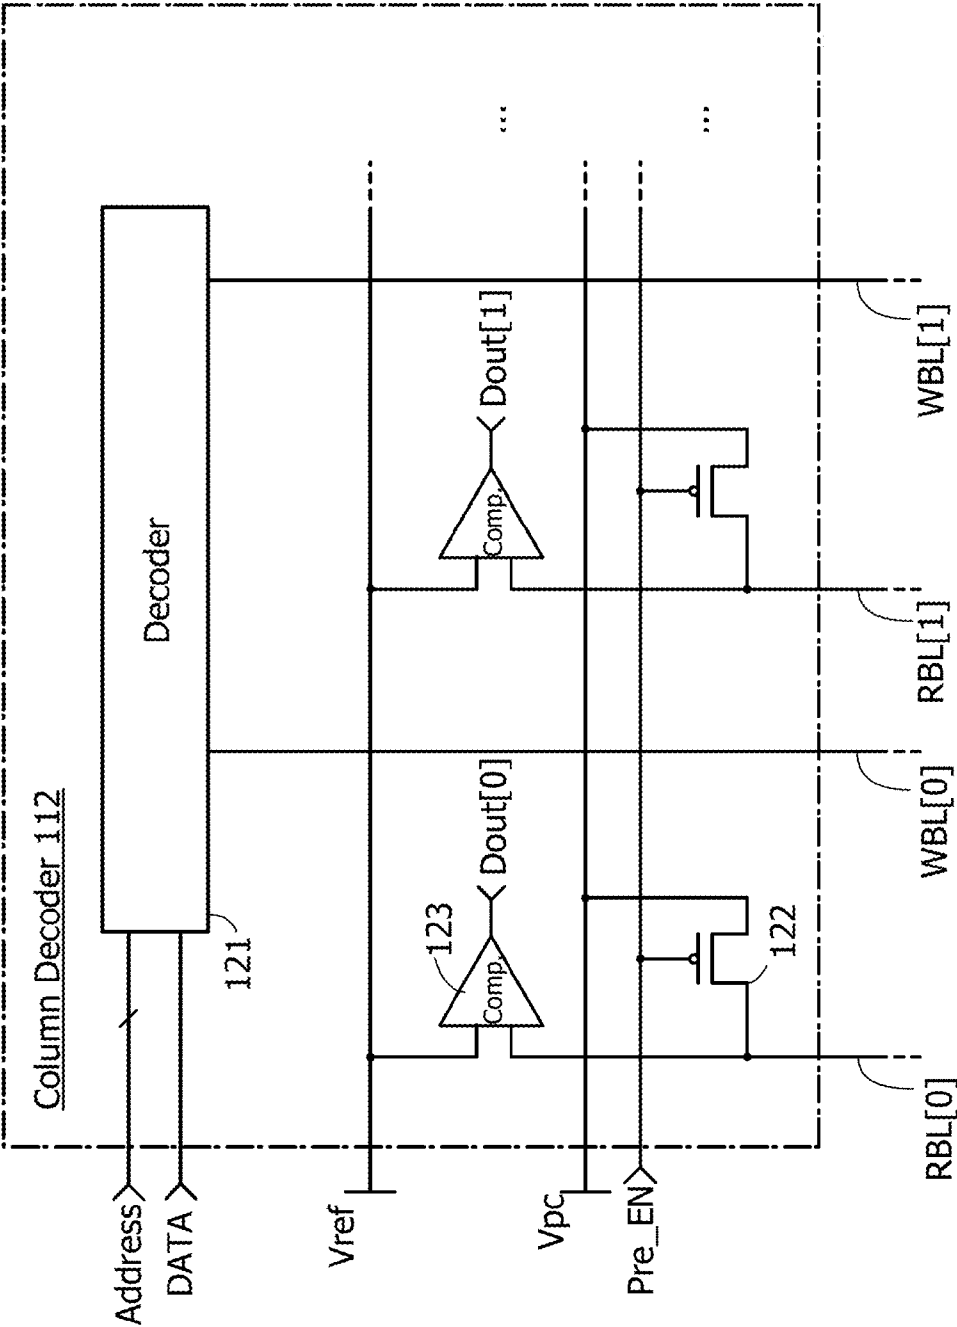 Column Decoder 112
Address
DATA
Decoder
121
Vref
123
Comp.
Dout[0]
Comp.
Dout[1]
...
Vpc
Pre_EN
122
...
RBL[0]
WBL[0]
RBL[1]
WBL[1]